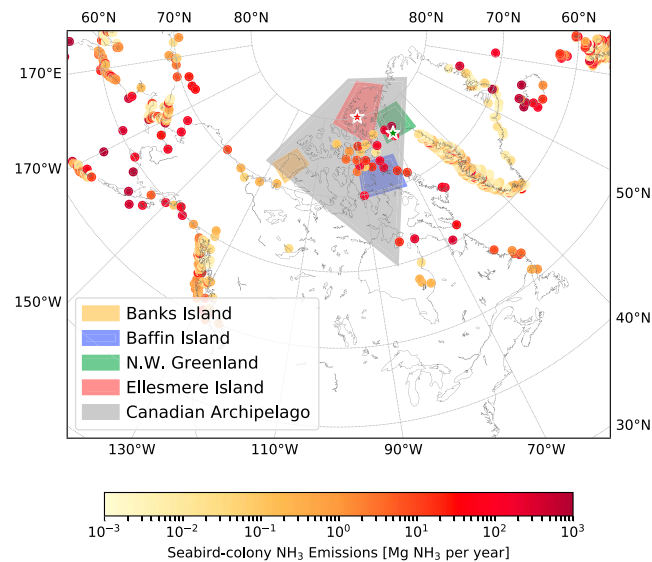 60°N 70°N 80°N 80°N 70°N 60°N
170°E
170°W
150°W
50°N
40°N
30°N
Banks Island
Baffin Island
N.W. Greenland
Ellesmere Island
Canadian Archipelago
130°W 110°W 90°W 70°W
10⁻³ 10⁻² 10⁻¹ 10⁰ 10¹ 10² 10³
Seabird-colony NH₃ Emissions [Mg NH₃ per year]